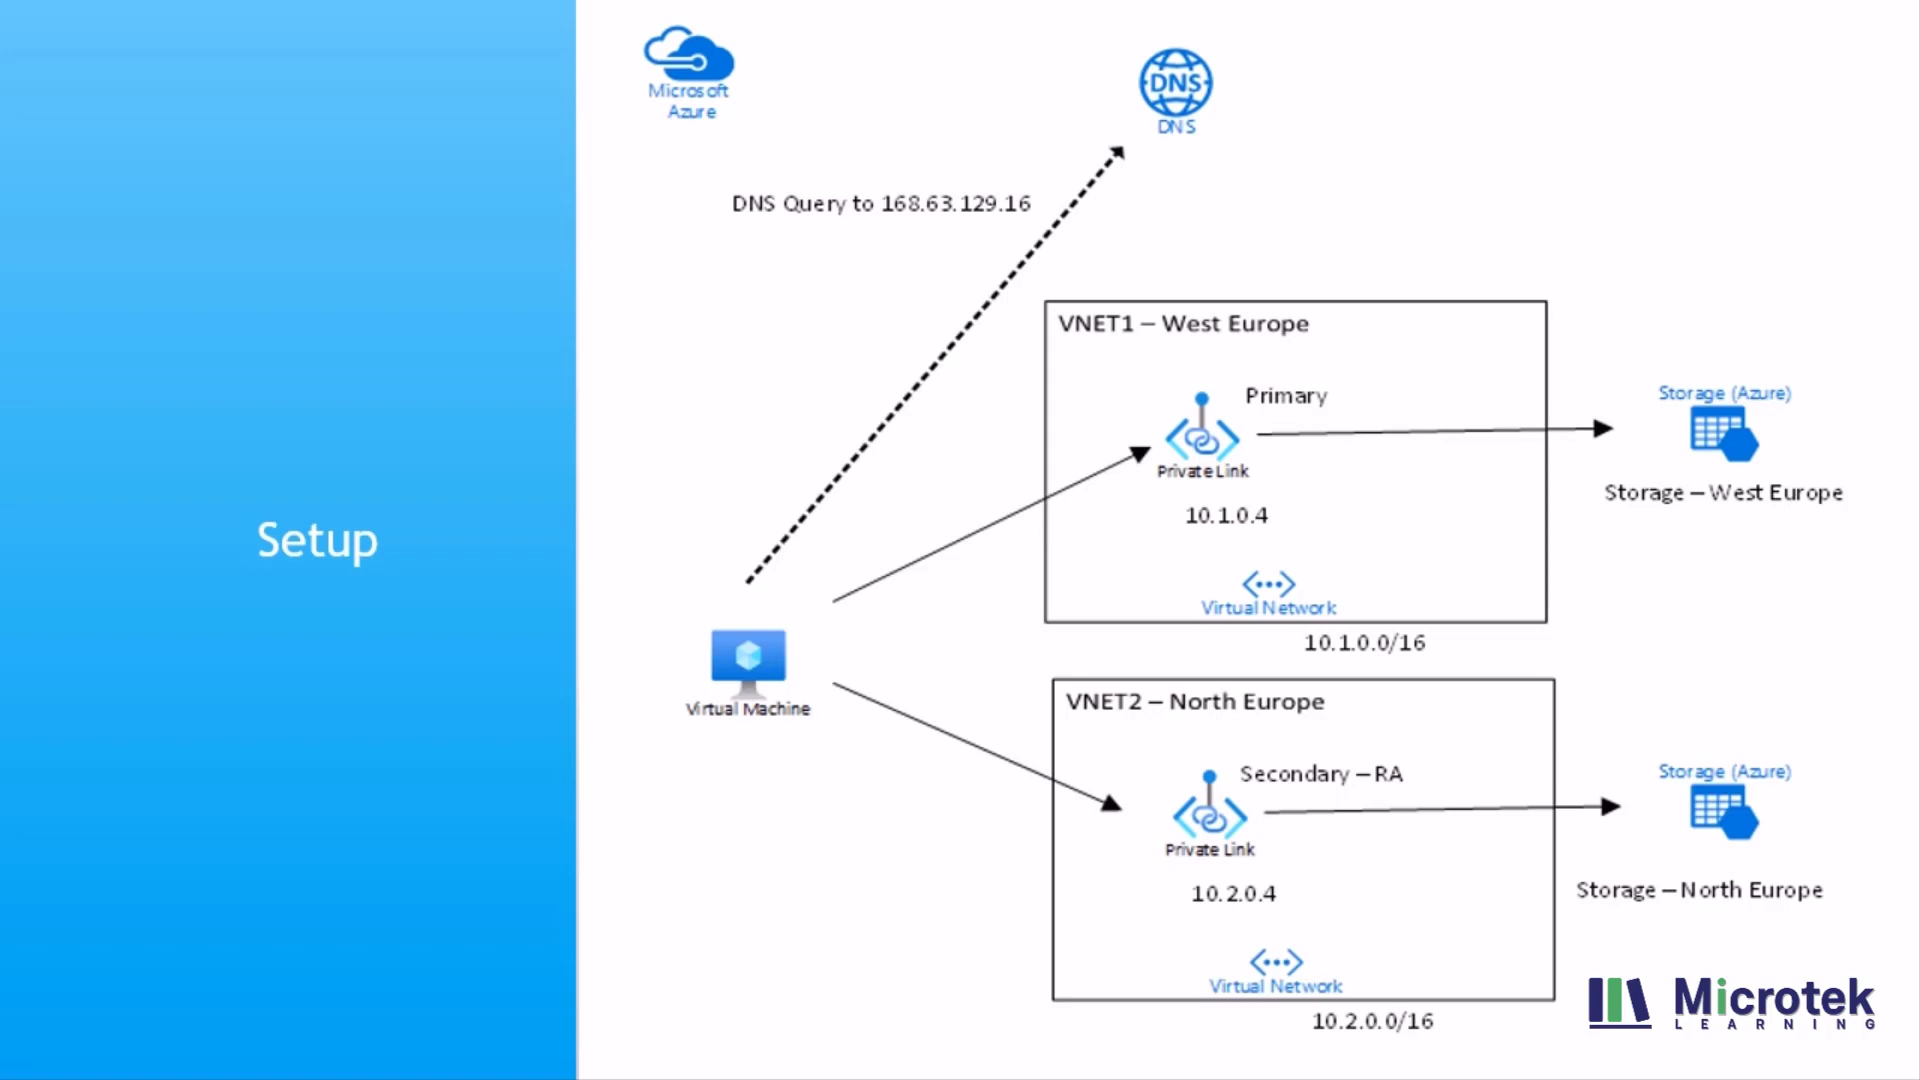 Setup
Microsoft
Azure
DNS
DNS
DNS Query to 168.63.129.16
VNET1 – West Europe
Primary
Private Link
10.1.0.4
Virtual Network
10.1.0.0/16
Storage (Azure)
Storage – West Europe
Virtual Machine
VNET2 – North Europe
Secondary – RA
Private Link
10.2.0.4
Virtual Network
10.2.0.0/16
Storage (Azure)
Storage – North Europe
Microtek
LEARNING